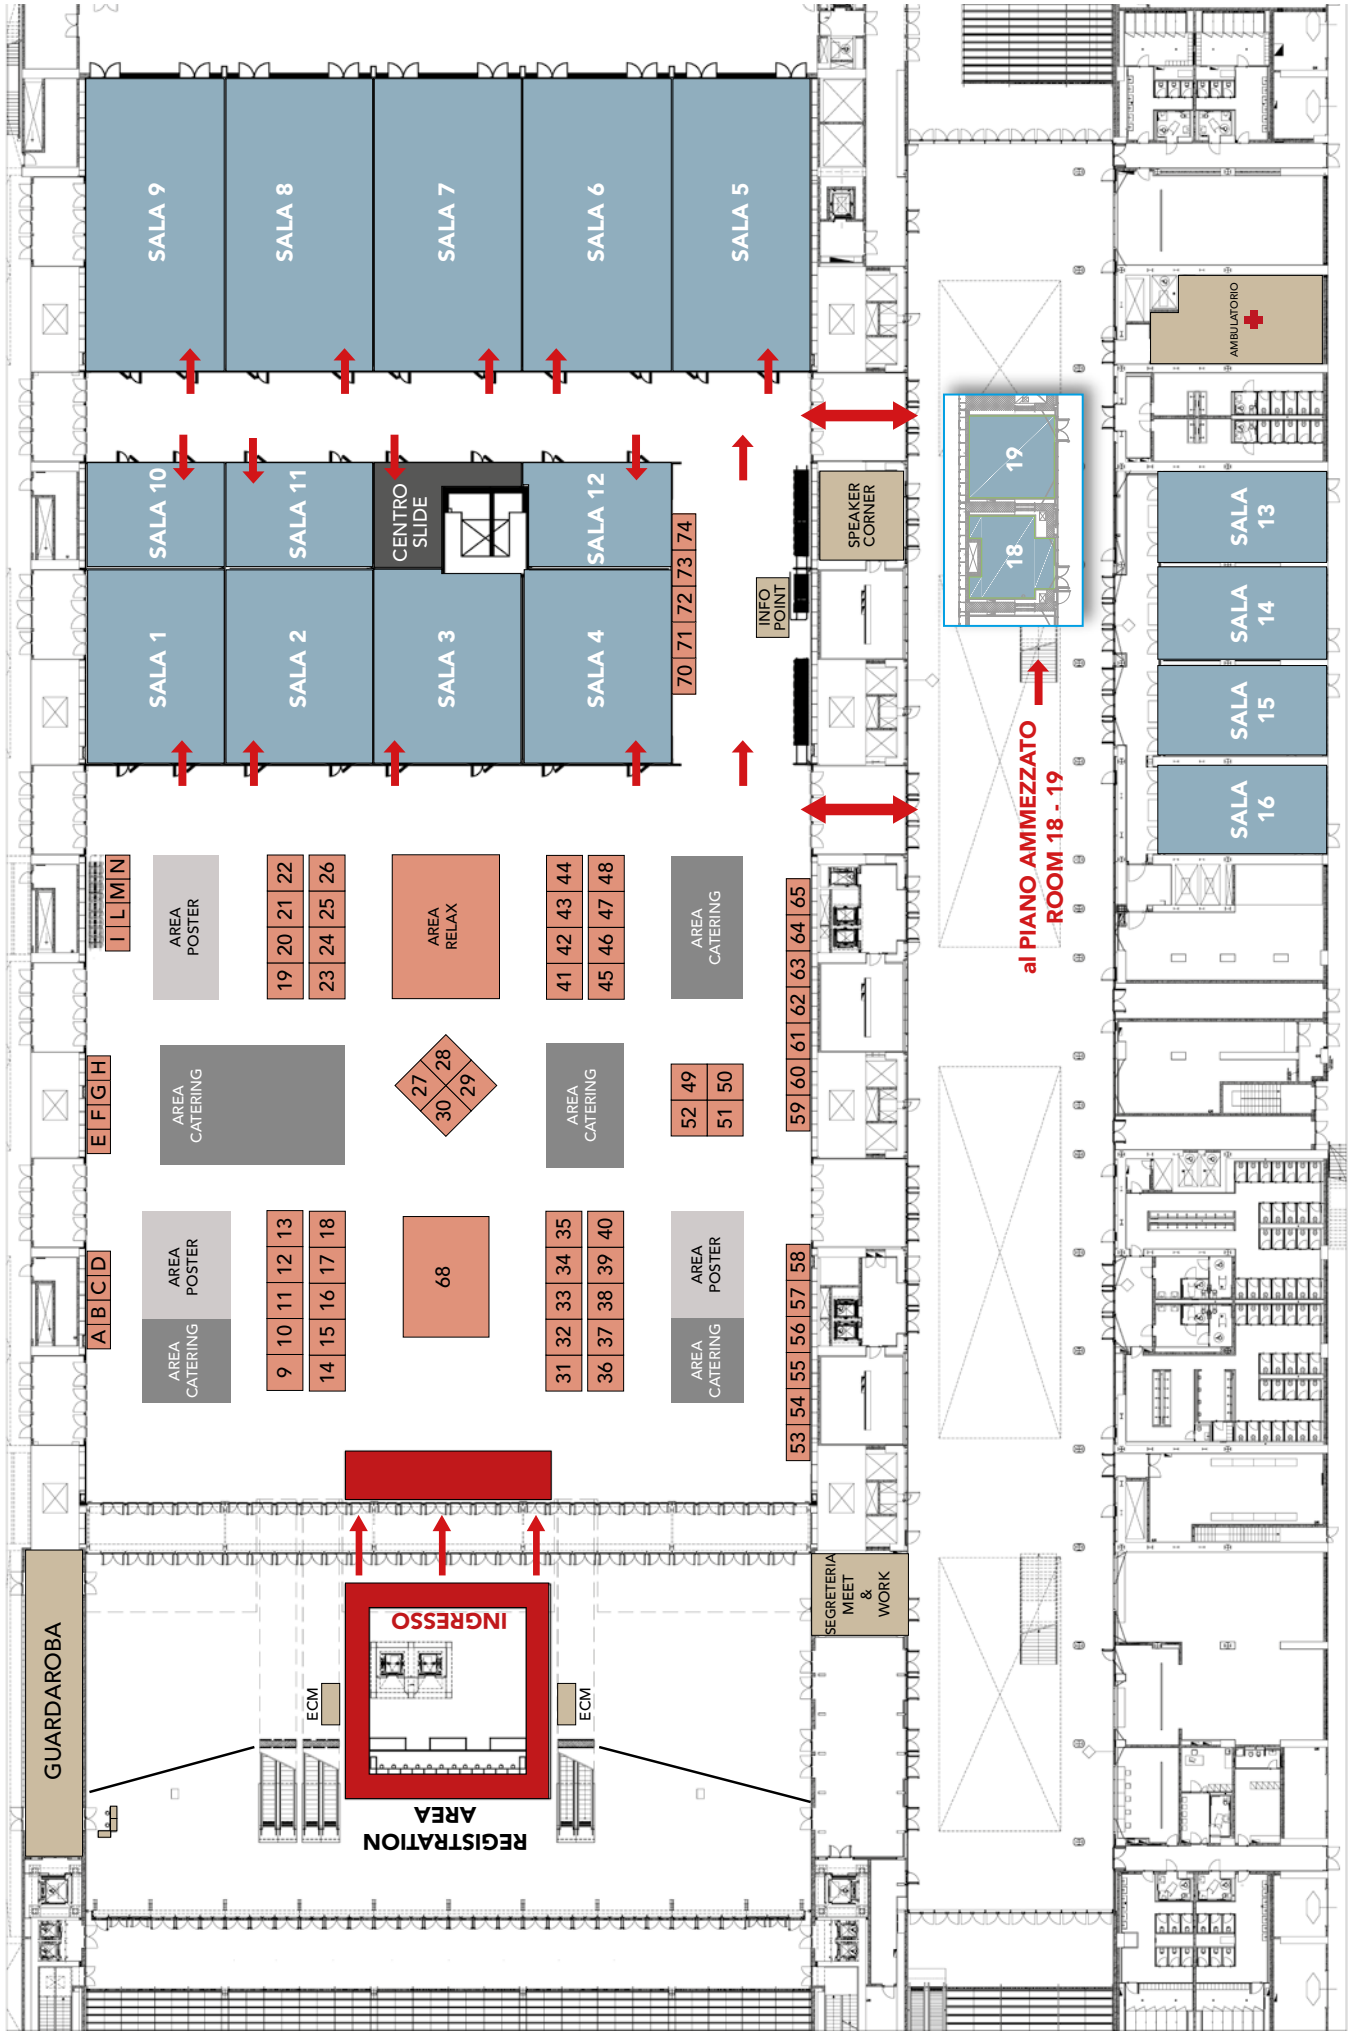 SALA 9
SALA 8
SALA 7
SALA 6
SALA 5
AMBULATORIO
SALA 10
SALA 11
CENTRO
SLIDE
SALA 12
SPEAKER
CORNER
19
18
SALA
13
SALA
14
SALA
15
SALA
16
SALA 1
SALA 2
SALA 3
SALA 4
70 71 72 73 74
INFO
POINT
al PIANO AMMEZZATO
ROOM 18 - 19
I L M N
AREA
POSTER
19 20 21 22
23 24 25 26
AREA
RELAX
41 42 43 44
45 46 47 48
AREA
CATERING
59 60 61 62 63 64 65
E F G H
AREA
CATERING
27 28
30 29
AREA
CATERING
52 49
51 50
A B C D
AREA
POSTER
AREA
CATERING
9 10 11 12 13
14 15 16 17 18
68
31 32 33 34 35
36 37 38 39 40
AREA
POSTER
AREA
CATERING
53 54 55 56 57 58
GUARDAROBA
INGRESSO
ECM
ECM
REGISTRATION
AREA
SEGRETERIA
MEET
&
WORK